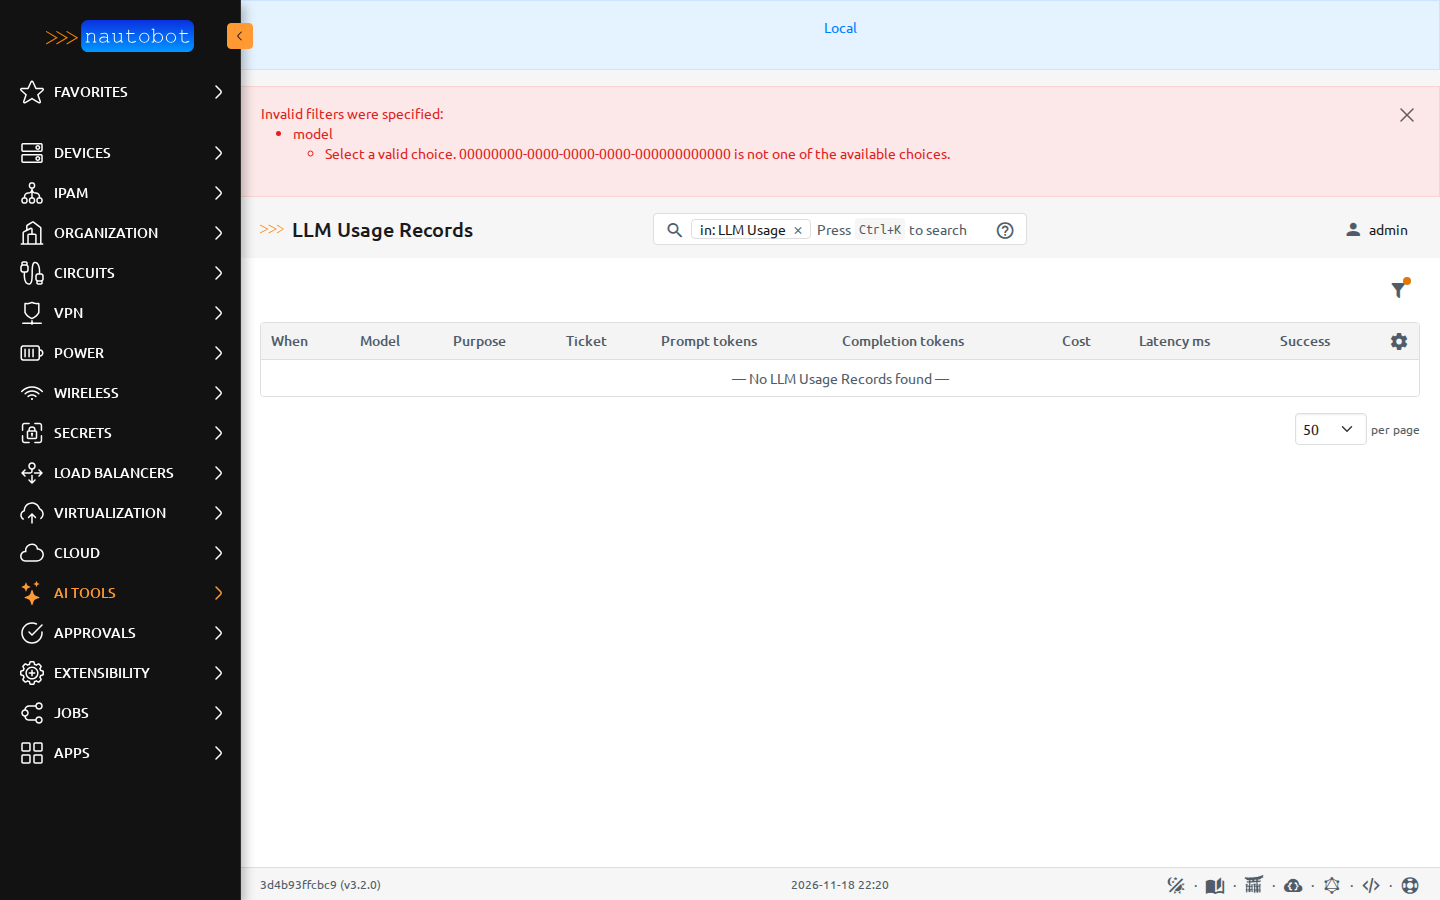 nautobot
FAVORITES
DEVICES
IPAM
ORGANIZATION
CIRCUITS
VPN
POWER
WIRELESS
SECRETS
LOAD BALANCERS
VIRTUALIZATION
CLOUD
AI TOOLS
APPROVALS
EXTENSIBILITY
JOBS
APPS
Local
Invalid filters were specified:
model
Select a valid choice. 00000000-0000-0000-0000-000000000000 is not one of the available choices.
LLM Usage Records
in: LLM Usage × Press Ctrl+K to search
admin
When Model Purpose Ticket Prompt tokens Completion tokens Cost Latency ms Success
— No LLM Usage Records found —
50 per page
3d4b93ffcbc9 (v3.2.0)
2026-11-18 22:20